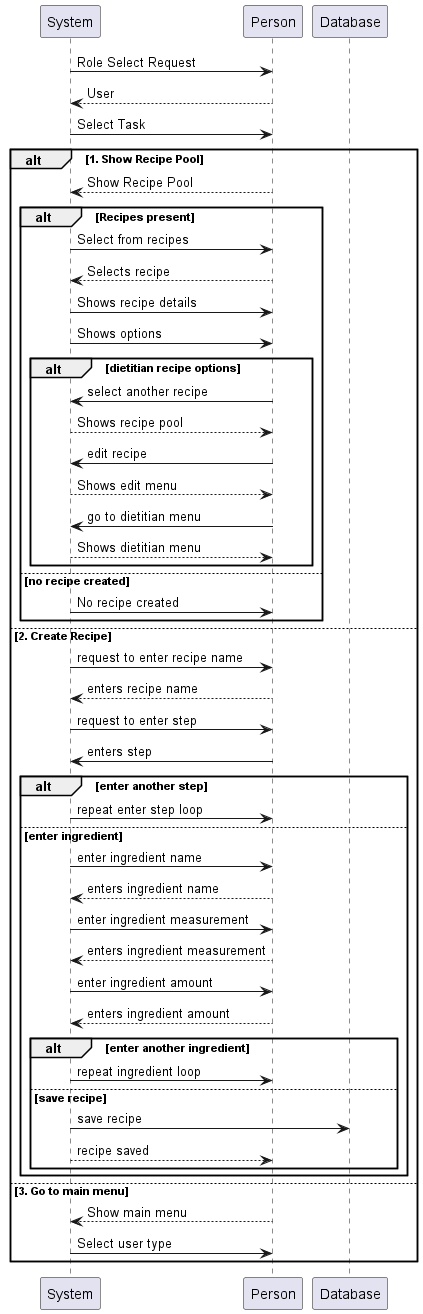 System Person Database
Role Select Request
User
Select Task
alt [1. Show Recipe Pool]
Show Recipe Pool
alt [Recipes present]
Select from recipes
Selects recipe
Shows recipe details
Shows options
alt [dietitian recipe options]
select another recipe
Shows recipe pool
edit recipe
Shows edit menu
go to dietitian menu
Shows dietitian menu
[no recipe created]
No recipe created
[2. Create Recipe]
request to enter recipe name
enters recipe name
request to enter step
enters step
alt [enter another step]
repeat enter step loop
[enter ingredient]
enter ingredient name
enters ingredient name
enter ingredient measurement
enters ingredient measurement
enter ingredient amount
enters ingredient amount
alt [enter another ingredient]
repeat ingredient loop
[save recipe]
save recipe
recipe saved
[3. Go to main menu]
Show main menu
Select user type
System Person Database